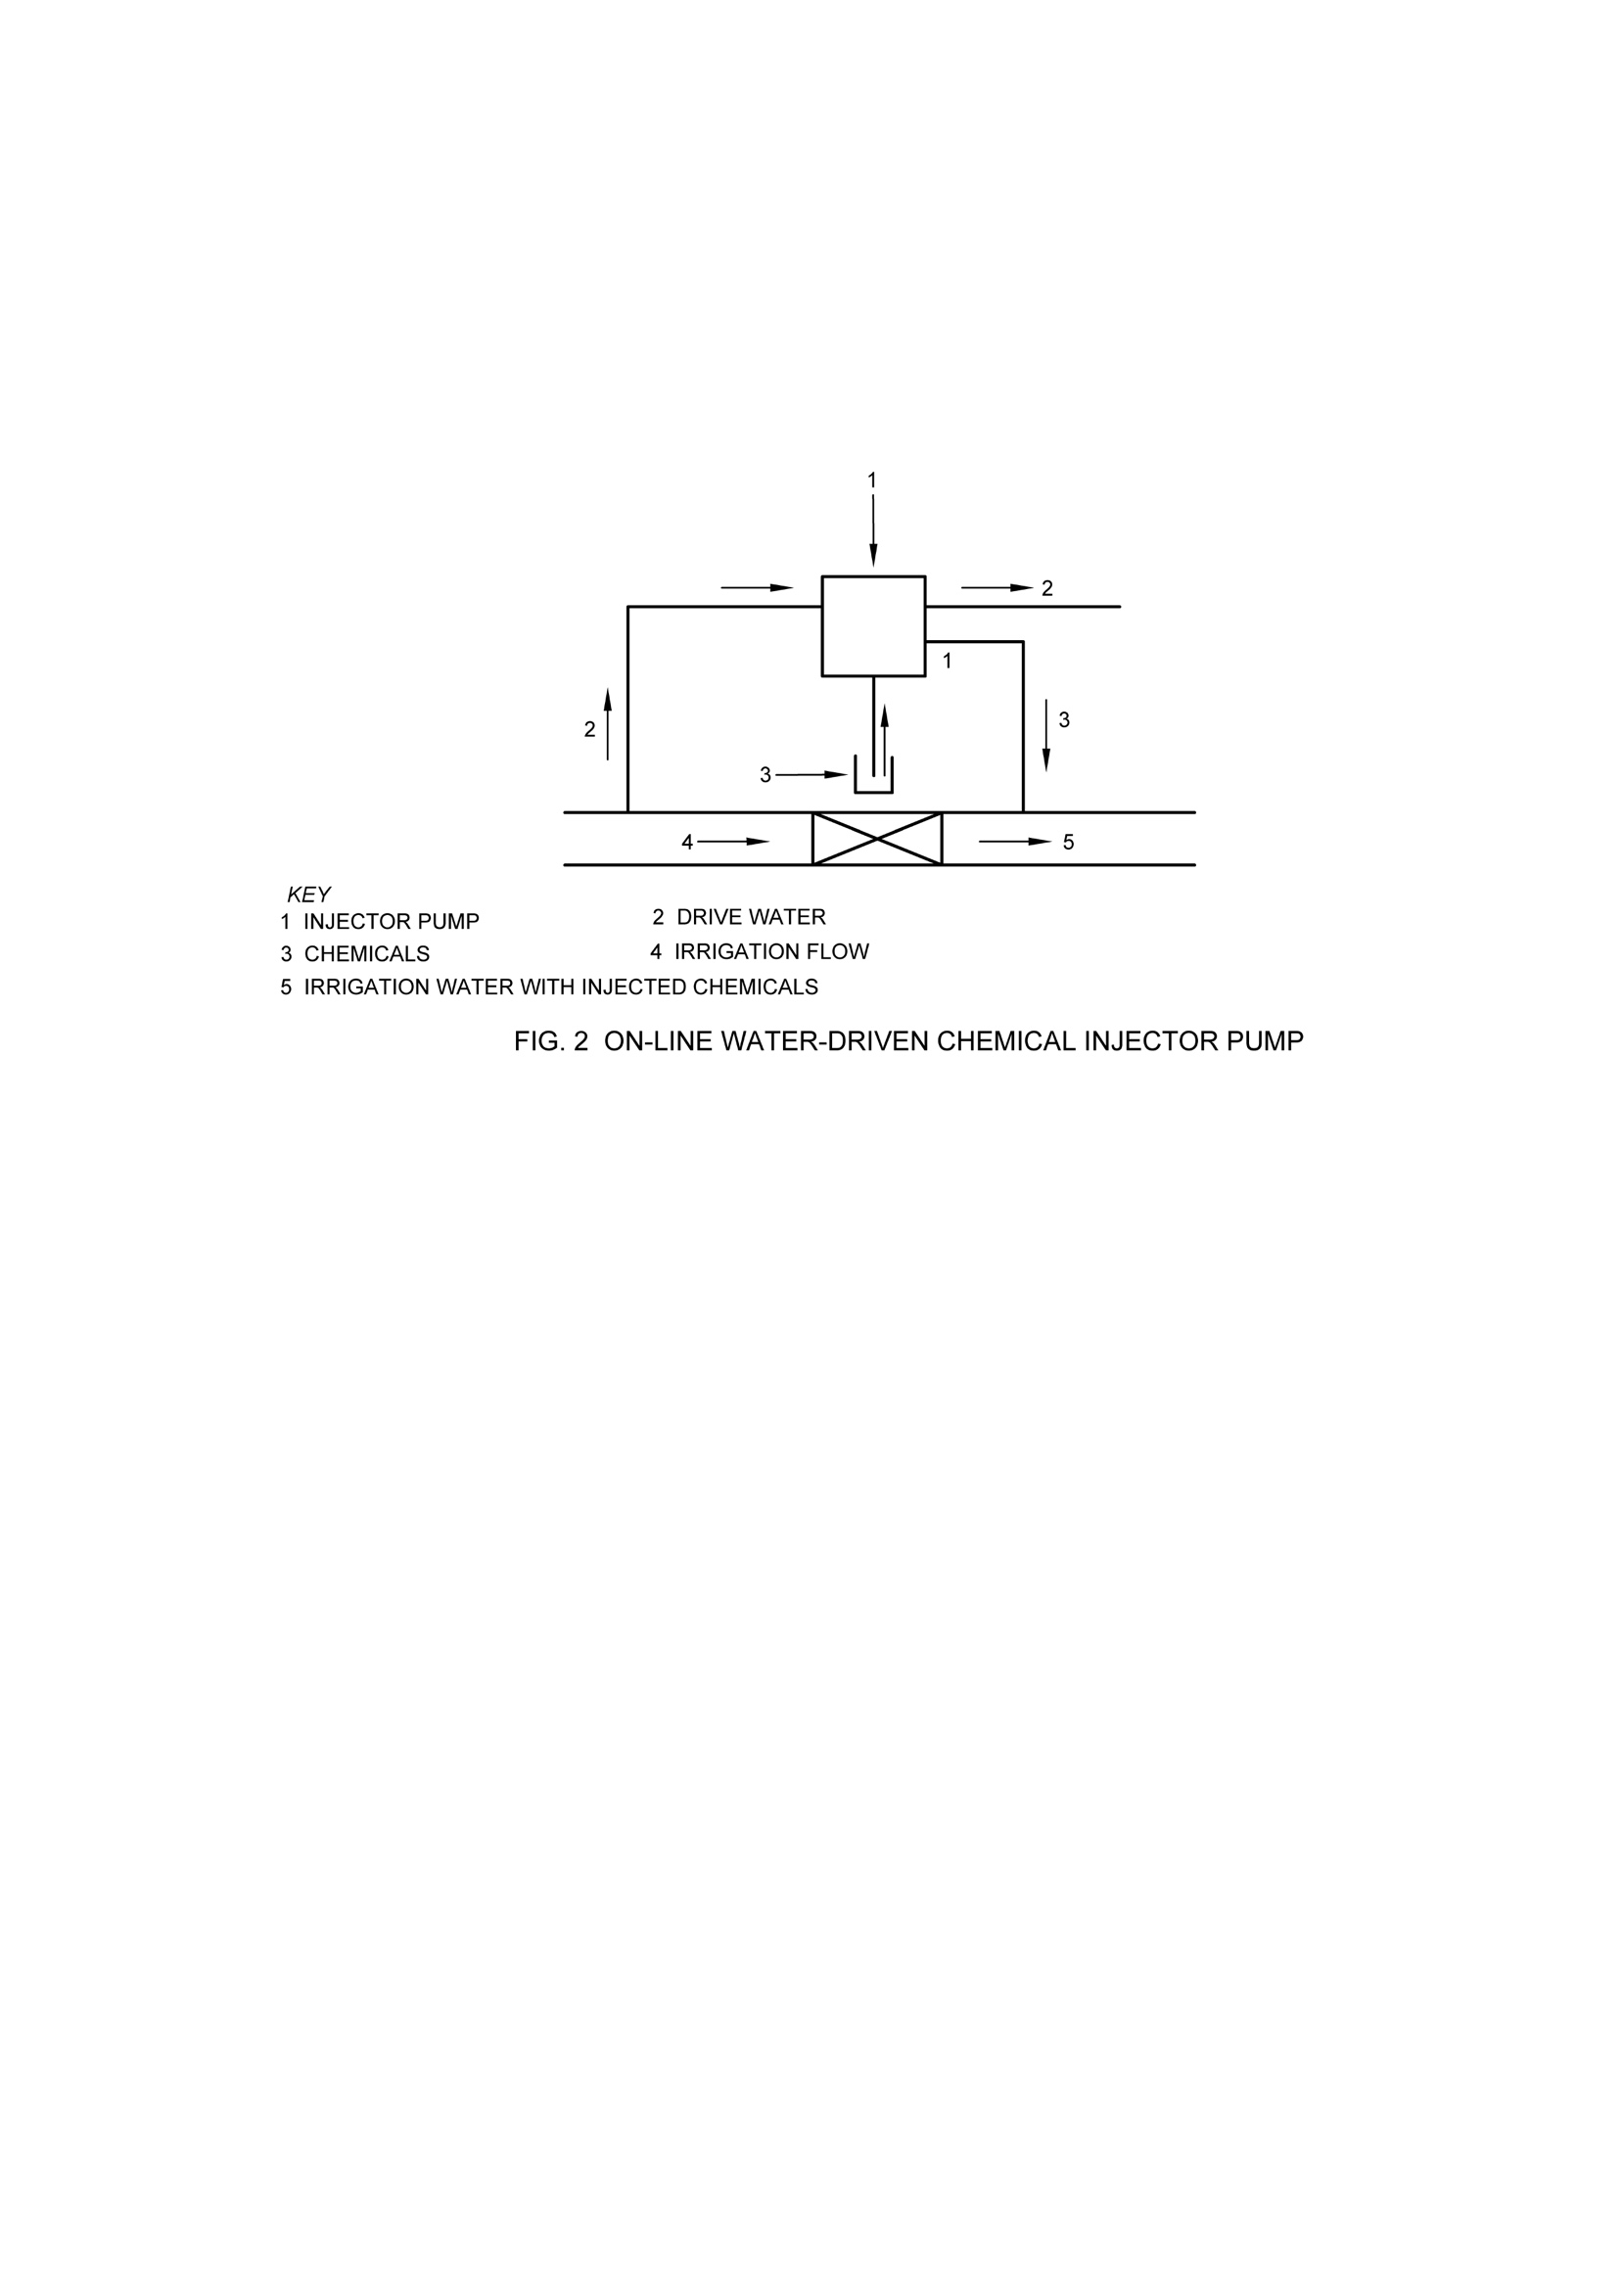 1
2
1
2
3
3
4
5
KEY
1 INJECTOR PUMP
2 DRIVE WATER
3 CHEMICALS
4 IRRIGATION FLOW
5 IRRIGATION WATER WITH INJECTED CHEMICALS
FIG. 2 ON-LINE WATER-DRIVEN CHEMICAL INJECTOR PUMP